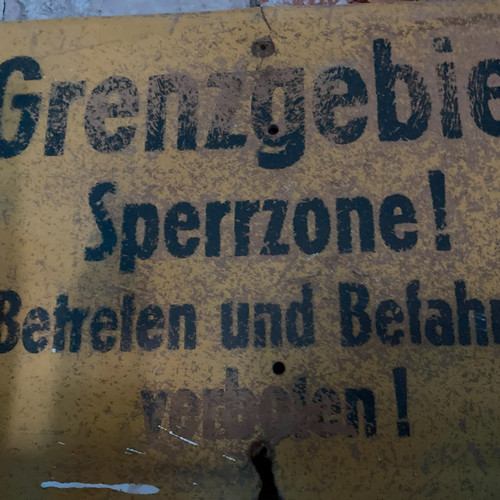 Grenzgebie
Sperrzone!
Betreten und Befahr
verboten!